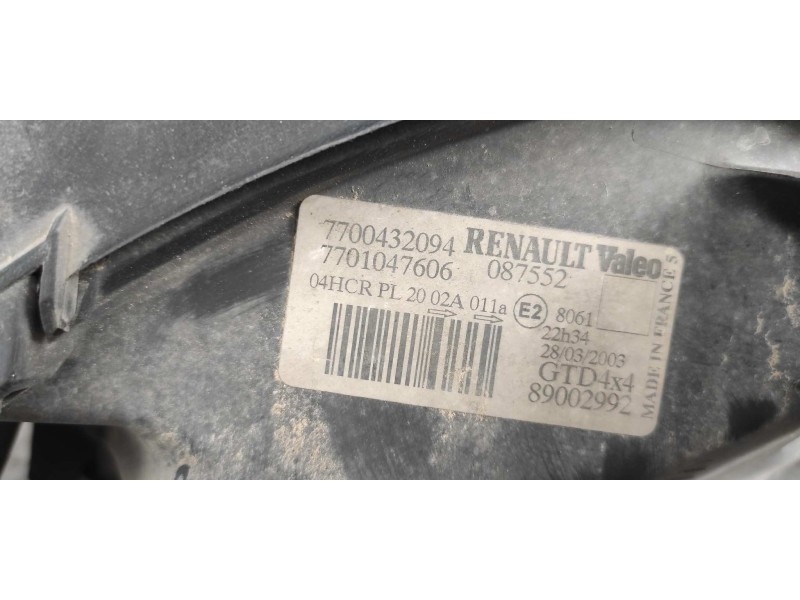 7700432094 RENAULT Valeo
7701047606 087552
04HCR PL 20 02A 011a E2 8061
22h34
28/03/2003
GTD4x4
89002992
MADE IN FRANCE 5